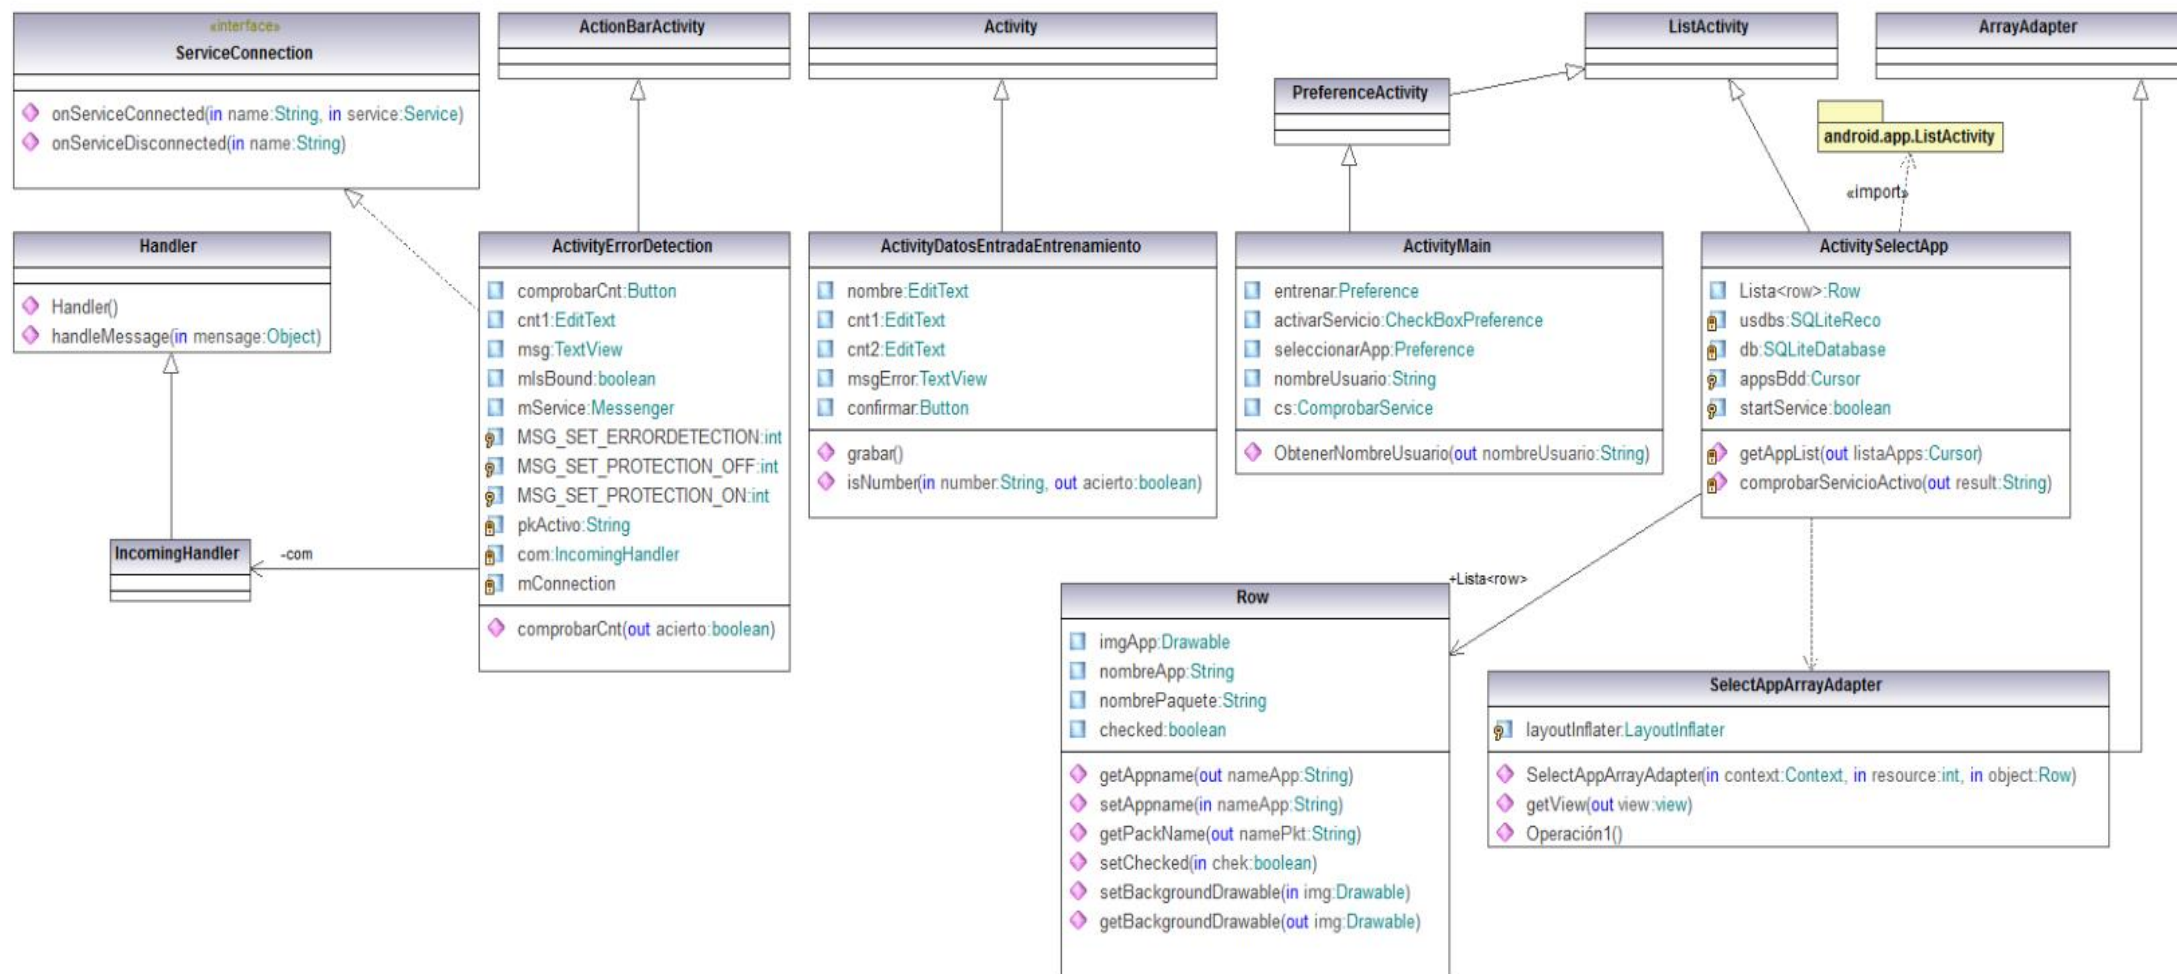 «interface»
ServiceConnection
onServiceConnected(in name:String, in service:Service)
onServiceDisconnected(in name:String)
ActionBarActivity
Activity
PreferenceActivity
ListActivity
ArrayAdapter
android.app.ListActivity
«import»
Handler
Handler()
handleMessage(in mensage:Object)
IncomingHandler
-com
ActivityErrorDetection
comprobarCnt:Button
cnt1:EditText
msg:TextView
mIsBound:boolean
mService:Messenger
MSG_SET_ERRORDETECTION:int
MSG_SET_PROTECTION_OFF:int
MSG_SET_PROTECTION_ON:int
pkActivo:String
com:IncomingHandler
mConnection
comprobarCnt(out acierto:boolean)
ActivityDatosEntradaEntrenamiento
nombre:EditText
cnt1:EditText
cnt2:EditText
msgError:TextView
confirmar:Button
grabar()
isNumber(in number:String, out acierto:boolean)
ActivityMain
entrenar:Preference
activarServicio:CheckBoxPreference
seleccionarApp:Preference
nombreUsuario:String
cs:ComprobarService
ObtenerNombreUsuario(out nombreUsuario:String)
ActivitySelectApp
Lista<row>:Row
usdbs:SQLiteReco
db:SQLiteDatabase
appsBdd:Cursor
startService:boolean
getAppList(out listaApps:Cursor)
comprobarServicioActivo(out result:String)
+Lista<row>
Row
imgApp:Drawable
nombreApp:String
nombrePaquete:String
checked:boolean
getAppname(out nameApp:String)
setAppname(in nameApp:String)
getPackName(out namePkt:String)
setChecked(in chek:boolean)
setBackgroundDrawable(in img:Drawable)
getBackgroundDrawable(out img:Drawable)
SelectAppArrayAdapter
layoutInflater:LayoutInflater
SelectAppArrayAdapter(in context:Context, in resource:int, in object:Row)
getView(out view:view)
Operación1()